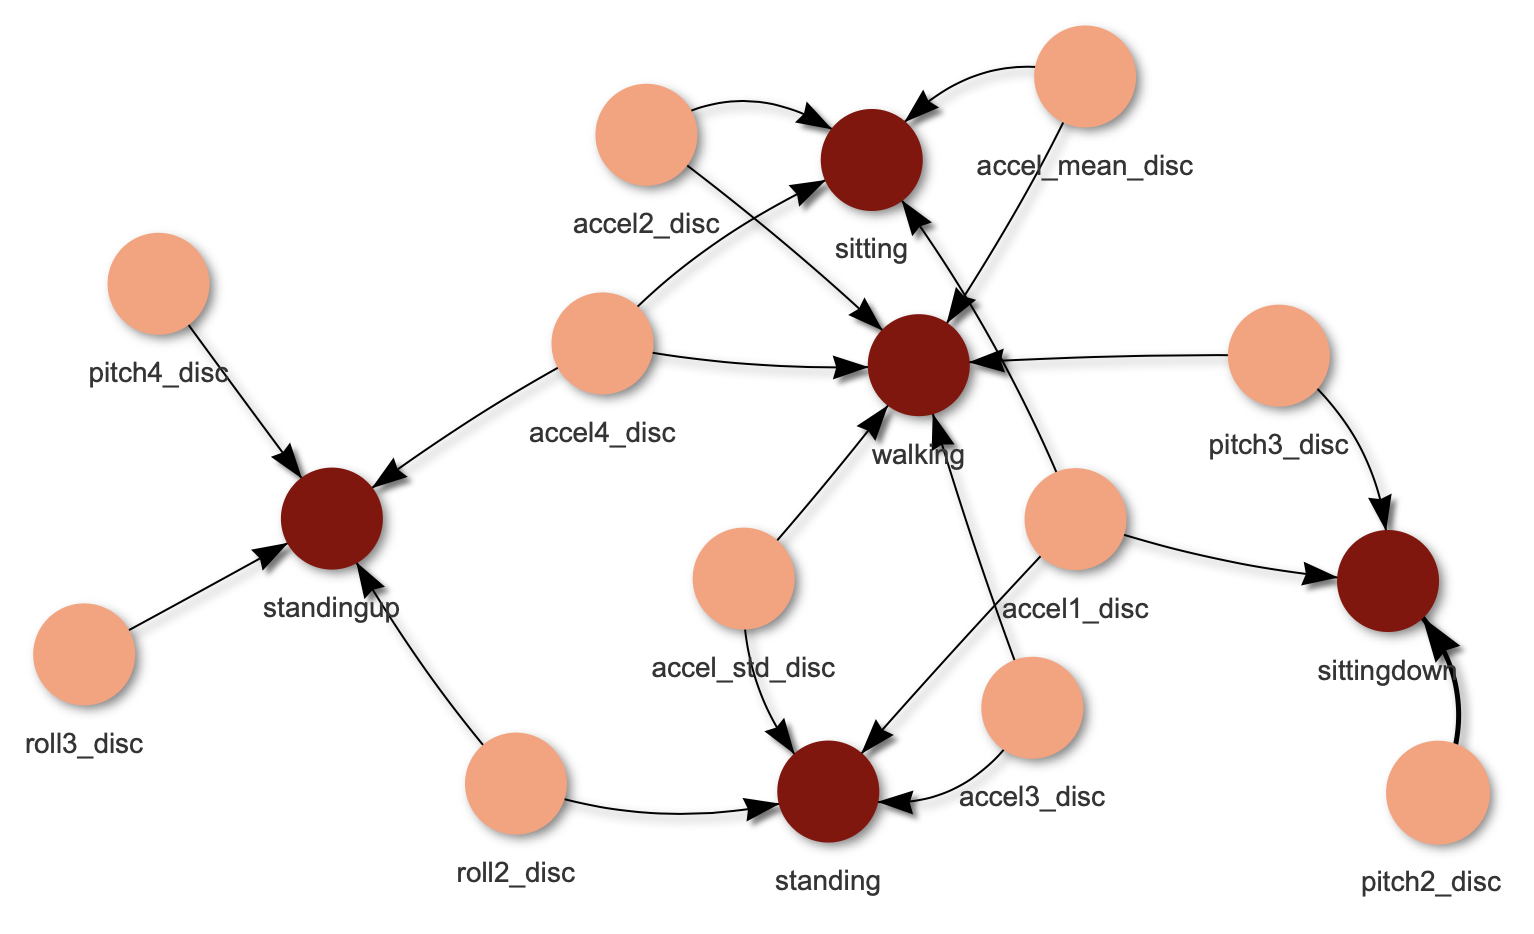 accel_mean_disc
accel2_disc
sitting
pitch4_disc
accel4_disc
pitch3_disc
walking
standingup
accel1_disc
accel_std_disc
sittingdown
roll3_disc
accel3_disc
roll2_disc
standing
pitch2_disc